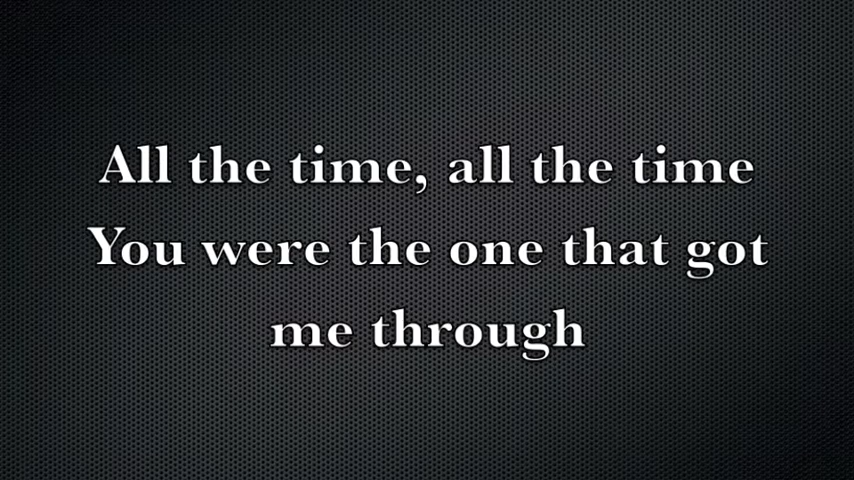 All the time, all the time
You were the one that got
me through